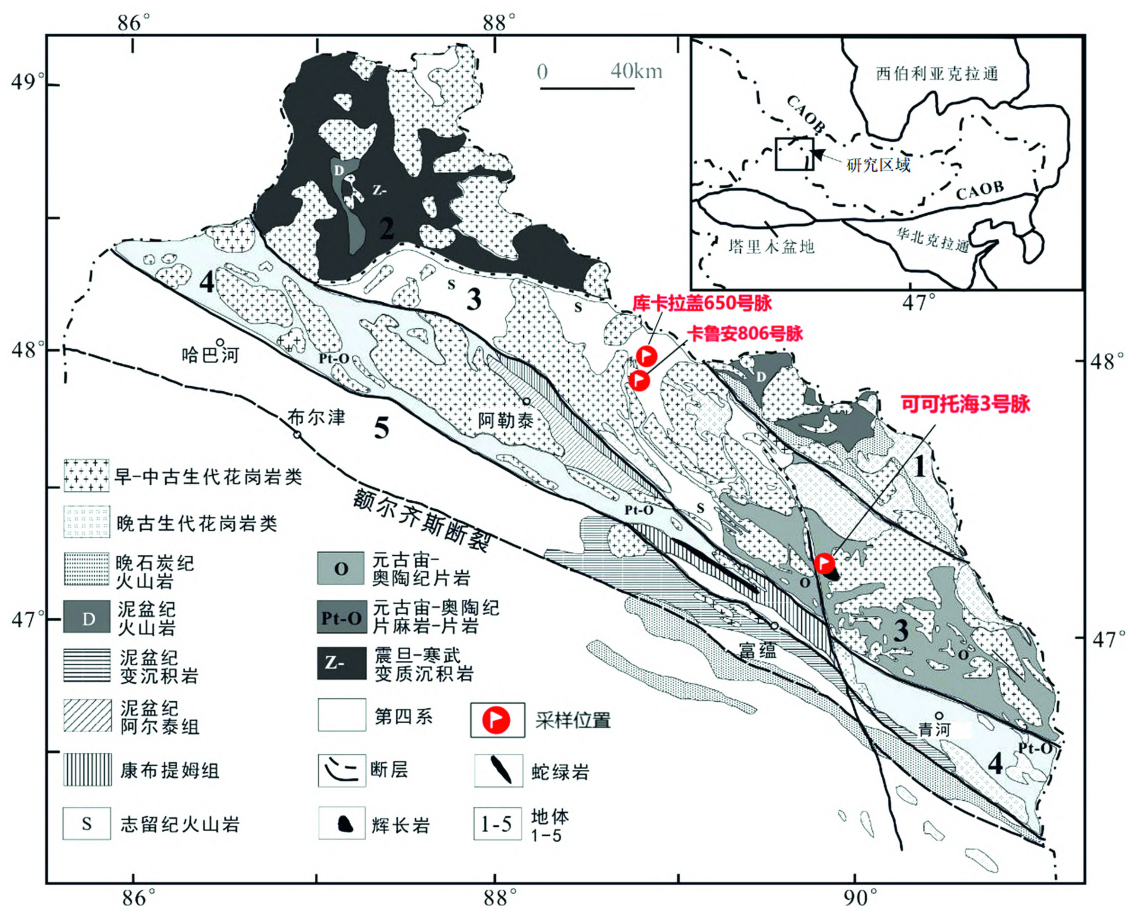 86°
88°
49°
0 40km
西伯利亚克拉通
CAOB
研究区域
CAOB
塔里木盆地
华北克拉通
47°
D
Z-
2
4
S
3
S
库卡拉盖650号脉
卡鲁安806号脉
48°
哈巴河
Pt-O
48°
D
可可托海3号脉
布尔津
5
阿勒泰
1
额尔齐斯断裂
Pt-O
S
O
47°
富蕴
3
O
47°
青河
Pt-O
4
早-中古生代花岗岩类
晚古生代花岗岩类
晚石炭纪
火山岩
D
泥盆纪
火山岩
泥盆纪
变沉积岩
泥盆纪
阿尔泰组
康布提姆组
S
志留纪火山岩
O
元古宙-
奥陶纪片岩
Pt-O
元古宙-奥陶纪
片麻岩-片岩
Z-
震旦-寒武
变质沉积岩
第四系
断层
辉长岩
采样位置
蛇绿岩
1-5
地体
1-5
86°
88°
90°